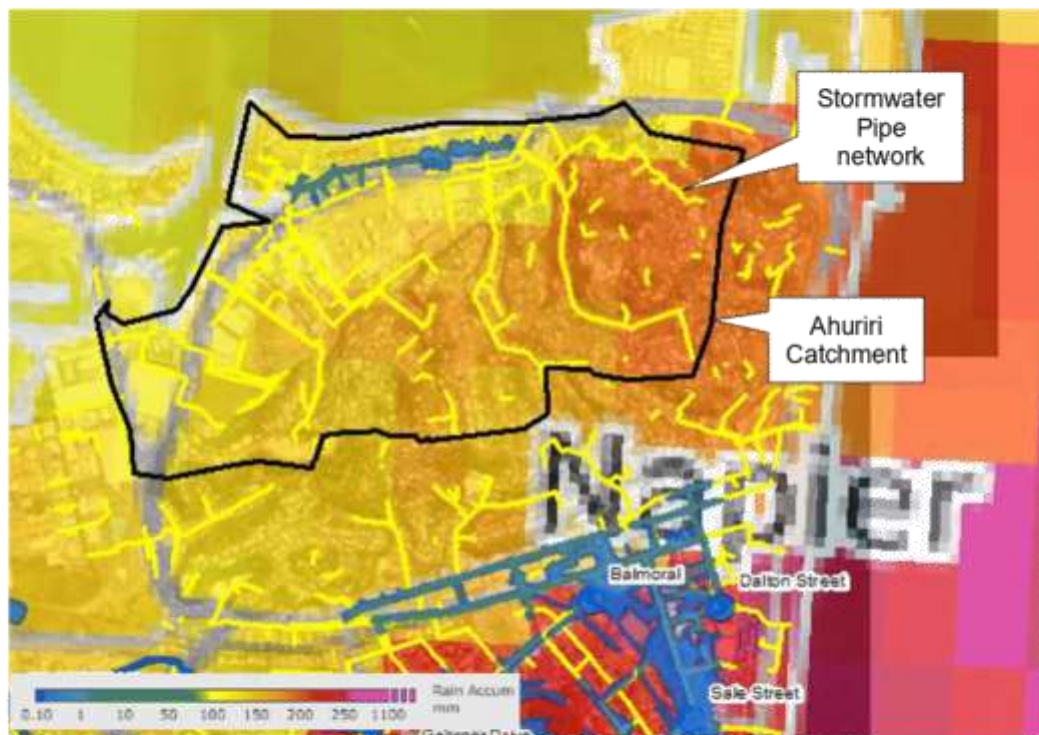 Stormwater
Pipe
network
Ahuriri
Catchment
Napier
Balmoral
Dalton Street
Sale Street
Rain Accum
mm
0.10 1 10 50 100 150 200 250 1100